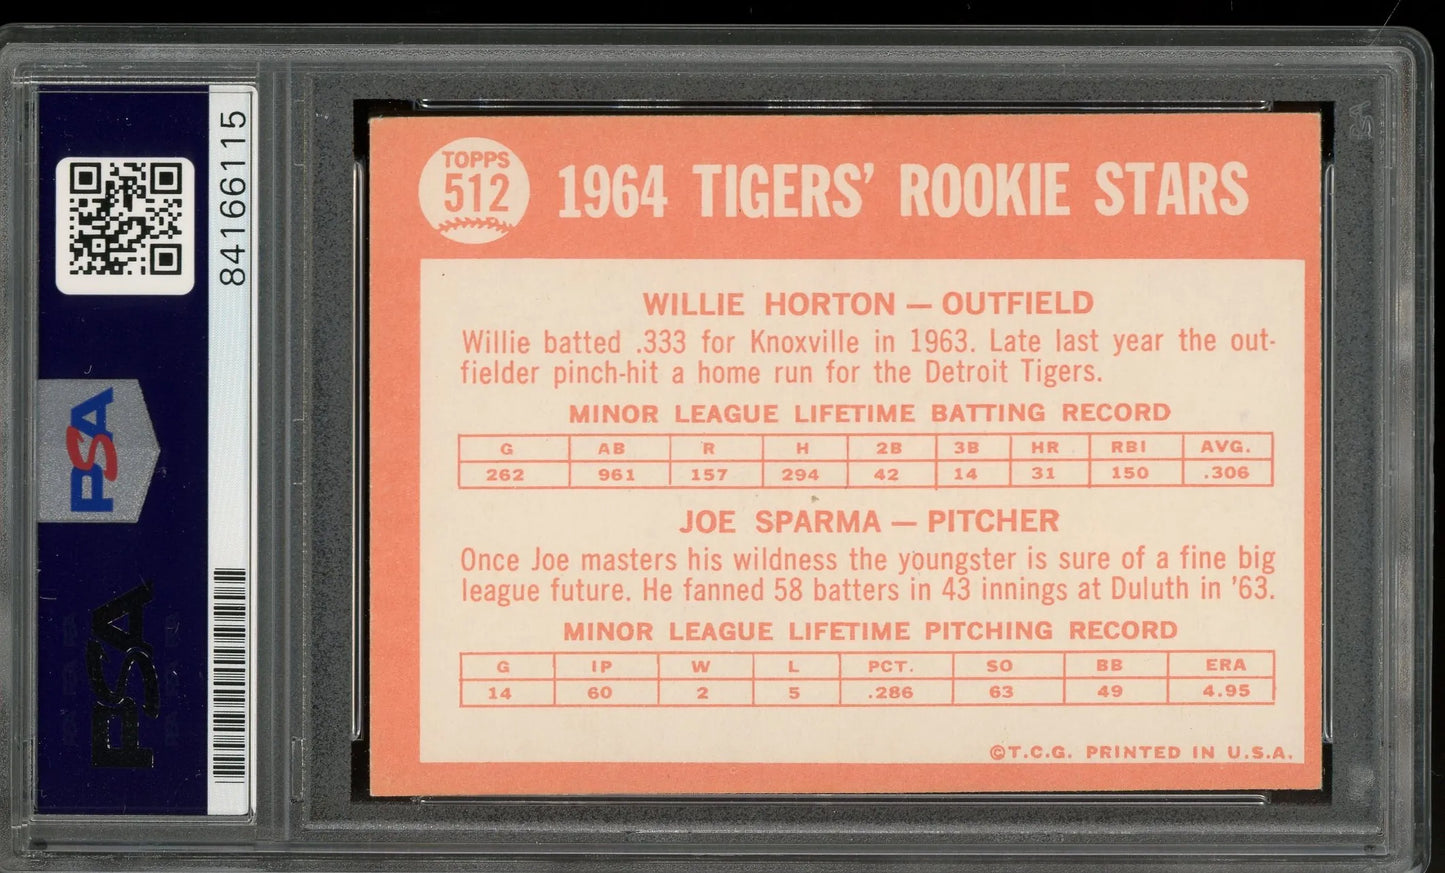 84166115
PSA
PSA
TOPPS
512
1964 TIGERS' ROOKIE STARS
WILLIE HORTON — OUTFIELD
Willie batted .333 for Knoxville in 1963. Late last year the out-
fielder pinch-hit a home run for the Detroit Tigers.
MINOR LEAGUE LIFETIME BATTING RECORD
G AB R H 2B 3B HR RBI AVG.
262 961 157 294 42 14 31 150 .306
JOE SPARMA — PITCHER
Once Joe masters his wildness the youngster is sure of a fine big
league future. He fanned 58 batters in 43 innings at Duluth in '63.
MINOR LEAGUE LIFETIME PITCHING RECORD
G IP W L PCT. SO BB ERA
14 60 2 5 .286 63 49 4.95
©T.C.G. PRINTED IN U.S.A.